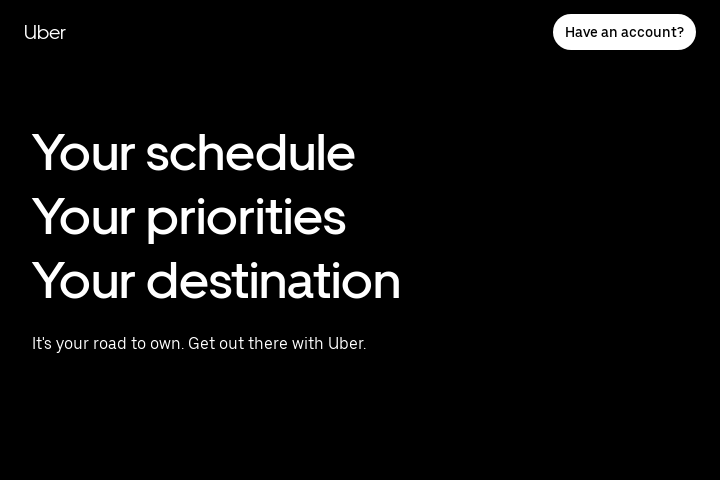 Uber
Have an account?
Your schedule
Your priorities
Your destination
It's your road to own. Get out there with Uber.